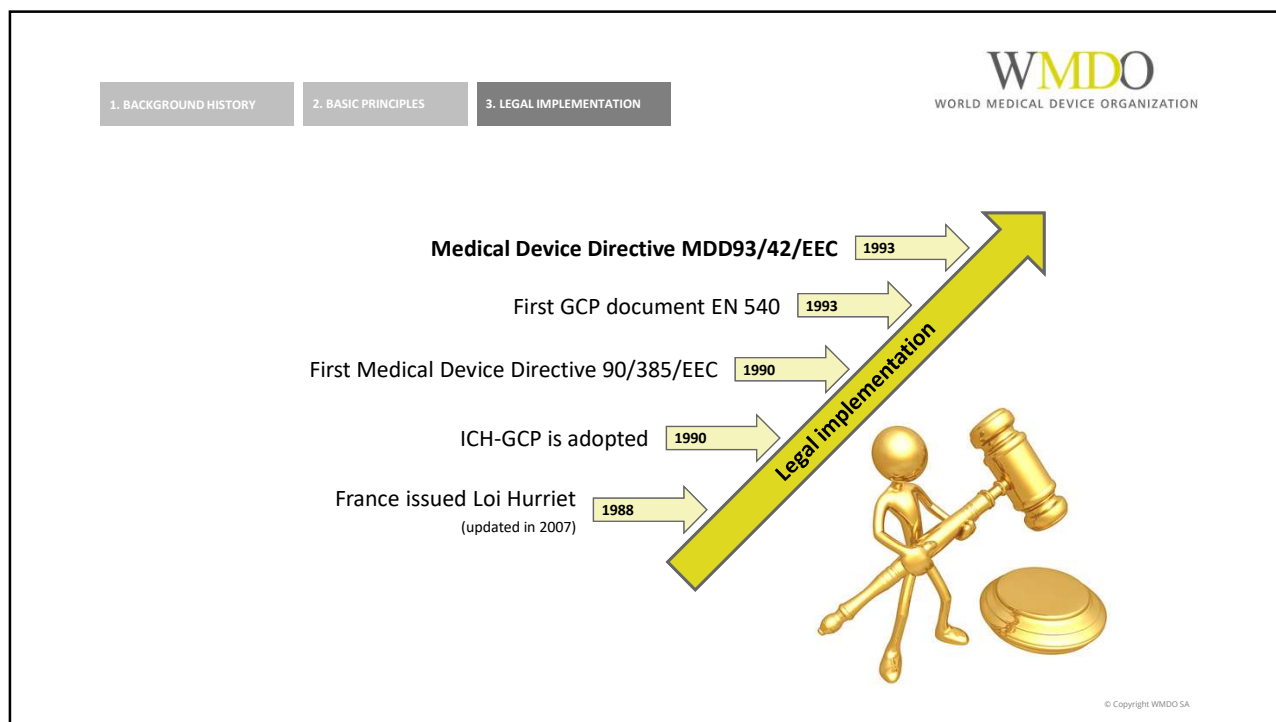 1. BACKGROUND HISTORY
2. BASIC PRINCIPLES
3. LEGAL IMPLEMENTATION
WMDO
WORLD MEDICAL DEVICE ORGANIZATION
Medical Device Directive MDD93/42/EEC
1993
First GCP document EN 540
1993
First Medical Device Directive 90/385/EEC
1990
ICH-GCP is adopted
1990
France issued Loi Hurriet
(updated in 2007)
1988
Legal implementation
© Copyright WMDO SA